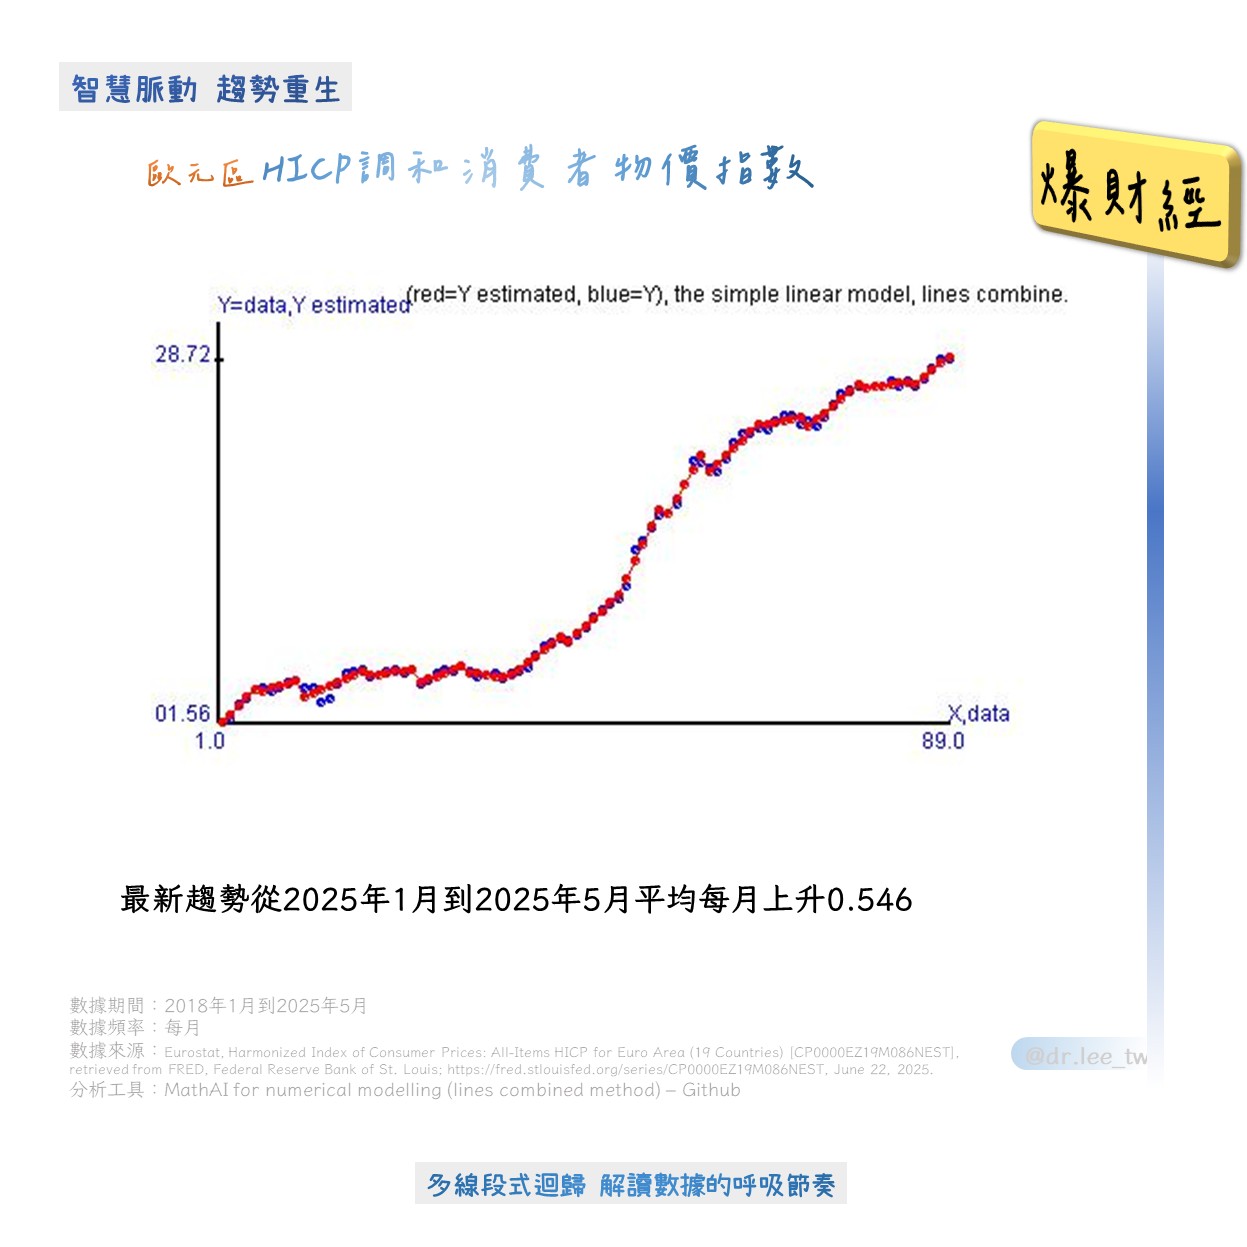 智慧脈動 趨勢重生
歐元區HICP調和消費者物價指數
爆財經
Y=data,Y estimated(red=Y estimated, blue=Y), the simple linear model, lines combine.
28.72
01.56
X,data
1.0
89.0
最新趨勢從2025年1月到2025年5月平均每月上升0.546
數據期間：2018年1月到2025年5月
數據頻率：每月
數據來源：Eurostat, Harmonized Index of Consumer Prices: All-Items HICP for Euro Area (19 Countries) [CP0000EZ19M086NEST],
retrieved from FRED, Federal Reserve Bank of St. Louis; https://fred.stlouisfed.org/series/CP0000EZ19M086NEST, June 22, 2025.
分析工具：MathAI for numerical modelling (lines combined method) – Github
@dr.lee_tw
多線段式迴歸 解讀數據的呼吸節奏